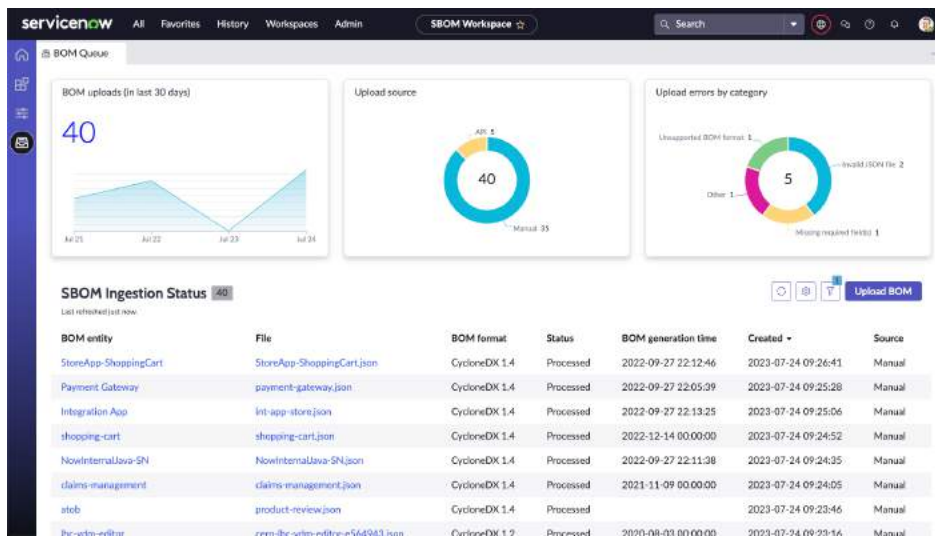 servicenow All Favorites History Workspaces Admin SBOM Workspace Search
BOM Queue
BOM uploads (in last 30 days)
40
Jul 21 Jul 22 Jul 23 Jul 24
Upload source
API 5
40
Manual 35
Upload errors by category
Unsupported BOM format 1
Invalid JSON file 2
5
Other 1
Missing required field(s) 1
SBOM Ingestion Status 40
Last refreshed just now.
1
Upload BOM
BOM entity File BOM format Status BOM generation time Created Source
StoreApp-ShoppingCart StoreApp-ShoppingCart.json CycloneDX 1.4 Processed 2022-09-27 22:12:46 2023-07-24 09:26:41 Manual
Payment Gateway payment-gateway.json CycloneDX 1.4 Processed 2022-09-27 22:05:39 2023-07-24 09:25:28 Manual
Integration App int-app-store.json CycloneDX 1.4 Processed 2022-09-27 22:13:25 2023-07-24 09:25:06 Manual
shopping-cart shopping-cart.json CycloneDX 1.4 Processed 2022-12-14 00:00:00 2023-07-24 09:24:52 Manual
NowInternalJava-SN NowInternalJava-SN.json CycloneDX 1.4 Processed 2022-09-27 22:11:38 2023-07-24 09:24:35 Manual
claims-management claims-management.json CycloneDX 1.4 Processed 2021-11-09 00:00:00 2023-07-24 09:24:05 Manual
atob product-review.json CycloneDX 1.4 Processed 2023-07-24 09:23:46 Manual
lhc-vdm-editor cern-lhc-vdm-editor-e564943.json CycloneDX 1.2 Processed 2020-08-03 00:00:00 2023-07-24 09:23:16 Manual